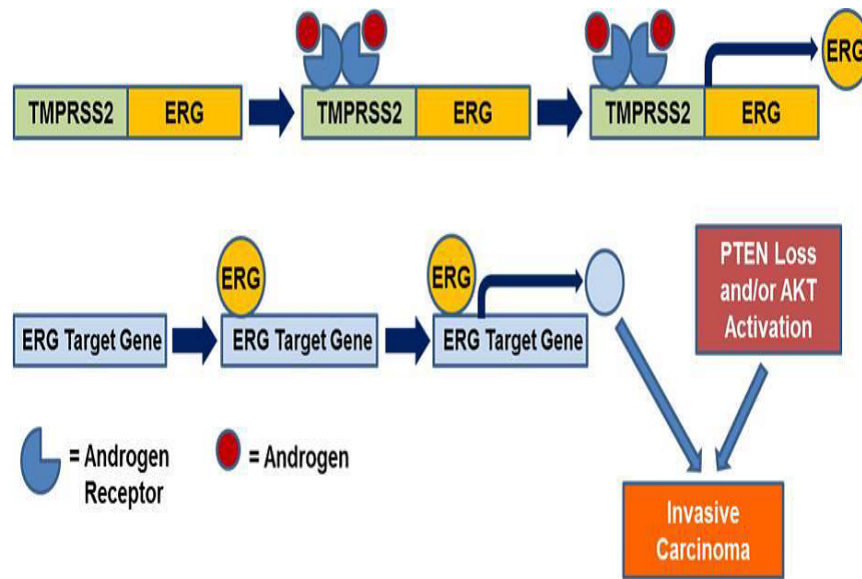 TMPRSS2 ERG
TMPRSS2 ERG
TMPRSS2 ERG
ERG
ERG Target Gene
ERG
ERG Target Gene
ERG
ERG Target Gene
PTEN Loss
and/or AKT
Activation
= Androgen
Receptor
= Androgen
Invasive
Carcinoma